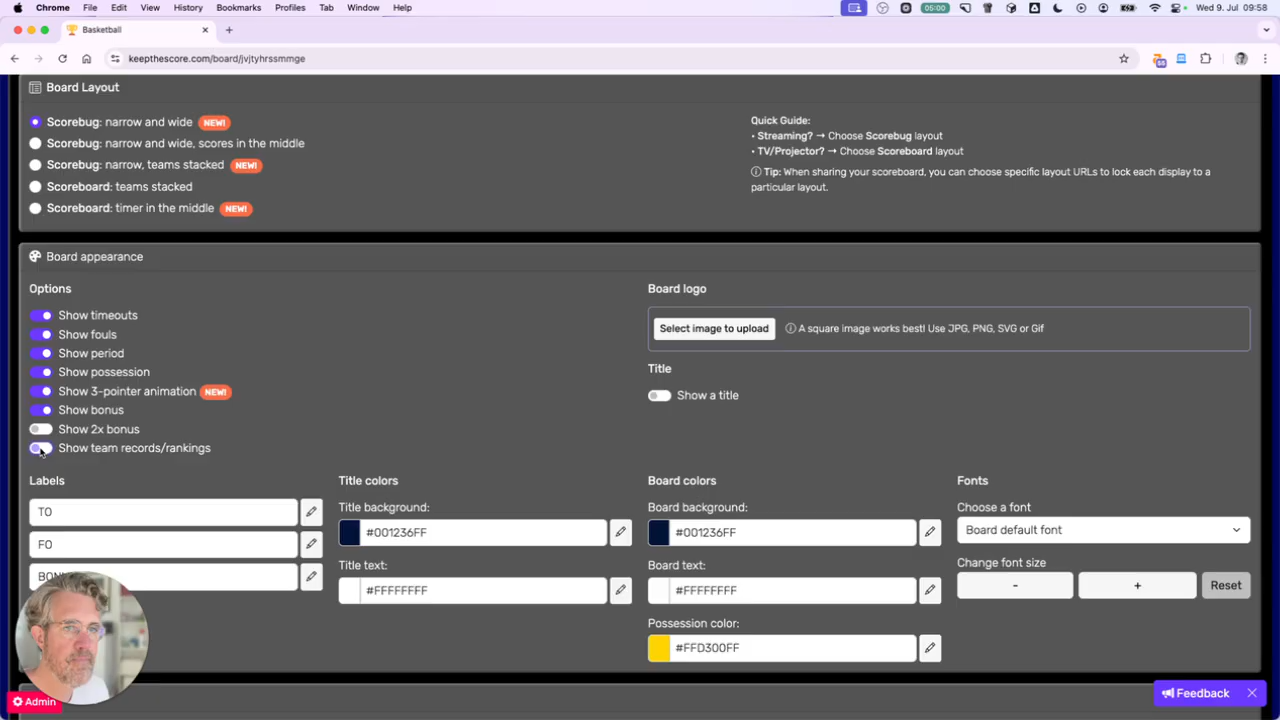 Chrome File Edit View History Bookmarks Profiles Tab Window Help 05:00 Wed 9. Jul 09:58
Basketball
keepthescore.com/board/jvjtyhrssmmge
Board Layout
Scorebug: narrow and wide NEW!
Scorebug: narrow and wide, scores in the middle
Scorebug: narrow, teams stacked NEW!
Scoreboard: teams stacked
Scoreboard: timer in the middle NEW!
Quick Guide:
• Streaming? → Choose Scorebug layout
• TV/Projector? → Choose Scoreboard layout
Tip: When sharing your scoreboard, you can choose specific layout URLs to lock each display to a
particular layout.
Board appearance
Options
Show timeouts
Show fouls
Show period
Show possession
Show 3-pointer animation NEW!
Show bonus
Show 2x bonus
Show team records/rankings
Board logo
Select image to upload A square image works best! Use JPG, PNG, SVG or Gif
Title
Show a title
Labels
TO
FO
Title colors
Title background:
#001236FF
Title text:
#FFFFFFFF
Board colors
Board background:
#001236FF
Board text:
#FFFFFFFF
Possession color:
#FFD300FF
Fonts
Choose a font
Board default font
Change font size
- + Reset
Admin
Feedback